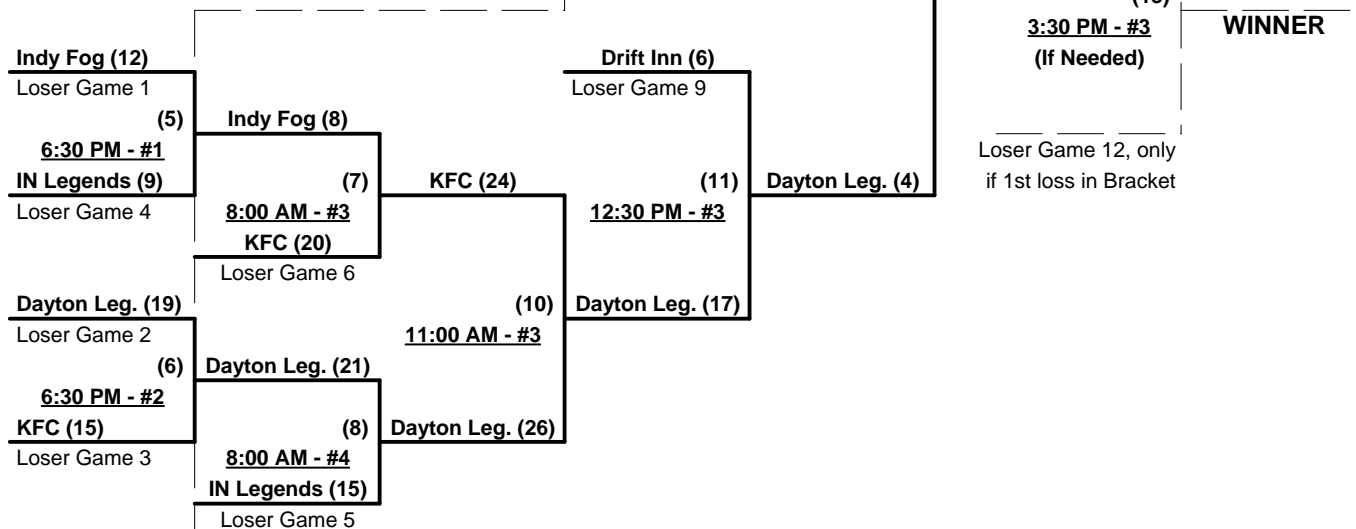 3:30 PM - #3
WINNER
(If Needed)
Indy Fog (12)
Loser Game 1
Drift Inn (6)
Loser Game 9
(5)
6:30 PM - #1
Indy Fog (8)
IN Legends (9)
Loser Game 4
(7)
8:00 AM - #3
KFC (24)
(11)
12:30 PM - #3
Dayton Leg. (4)
Loser Game 12, only
if 1st loss in Bracket
KFC (20)
Loser Game 6
Dayton Leg. (19)
Loser Game 2
(10)
11:00 AM - #3
Dayton Leg. (17)
(6)
6:30 PM - #2
Dayton Leg. (21)
KFC (15)
Loser Game 3
(8)
8:00 AM - #4
Dayton Leg. (26)
IN Legends (15)
Loser Game 5